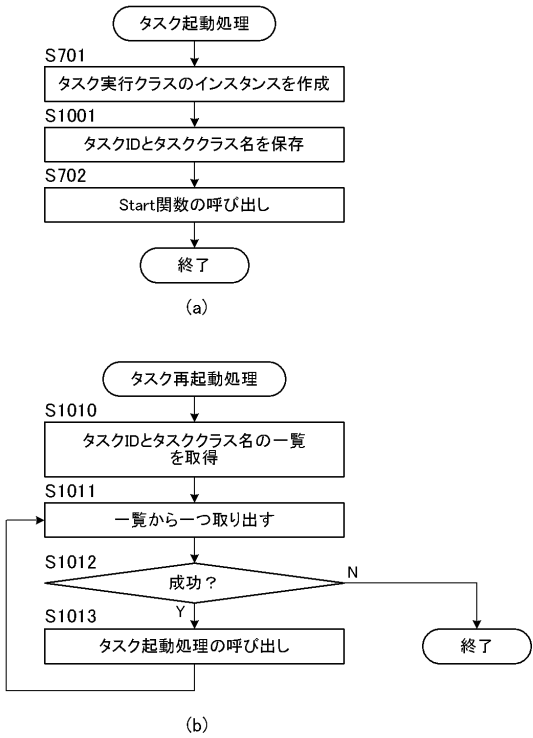 タスク起動処理
S701
タスク実行クラスのインスタンスを作成
S1001
タスクIDとタスククラス名を保存
S702
Start関数の呼び出し
終了
(a)
タスク再起動処理
S1010
タスクIDとタスククラス名の一覧
を取得
S1011
一覧から一つ取り出す
S1012
成功？
N
Y
S1013
タスク起動処理の呼び出し
終了
(b)